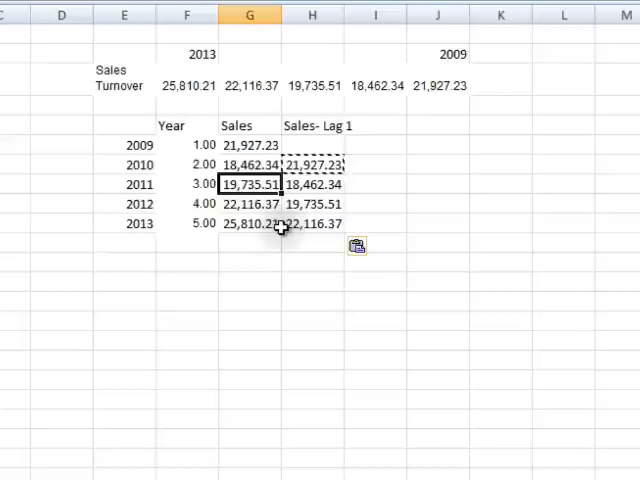 C D E F G H I J K L M
2013 2009
Sales
Turnover 25,810.21 22,116.37 19,735.51 18,462.34 21,927.23
Year Sales Sales- Lag 1
2009 1.00 21,927.23
2010 2.00 18,462.34 21,927.23
2011 3.00 19,735.51 18,462.34
2012 4.00 22,116.37 19,735.51
2013 5.00 25,810.21 22,116.37